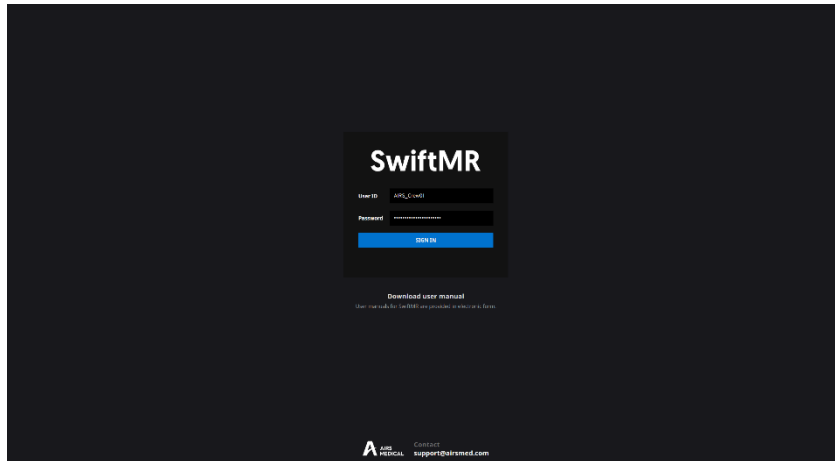 SwiftMR
User ID AIRS_Crew01
Password ••••••••••••••••••••••
SIGN IN
Download user manual
User manuals for SwiftMR are provided in electronic form.
AIRS
MEDICAL
Contact
support@airsmed.com